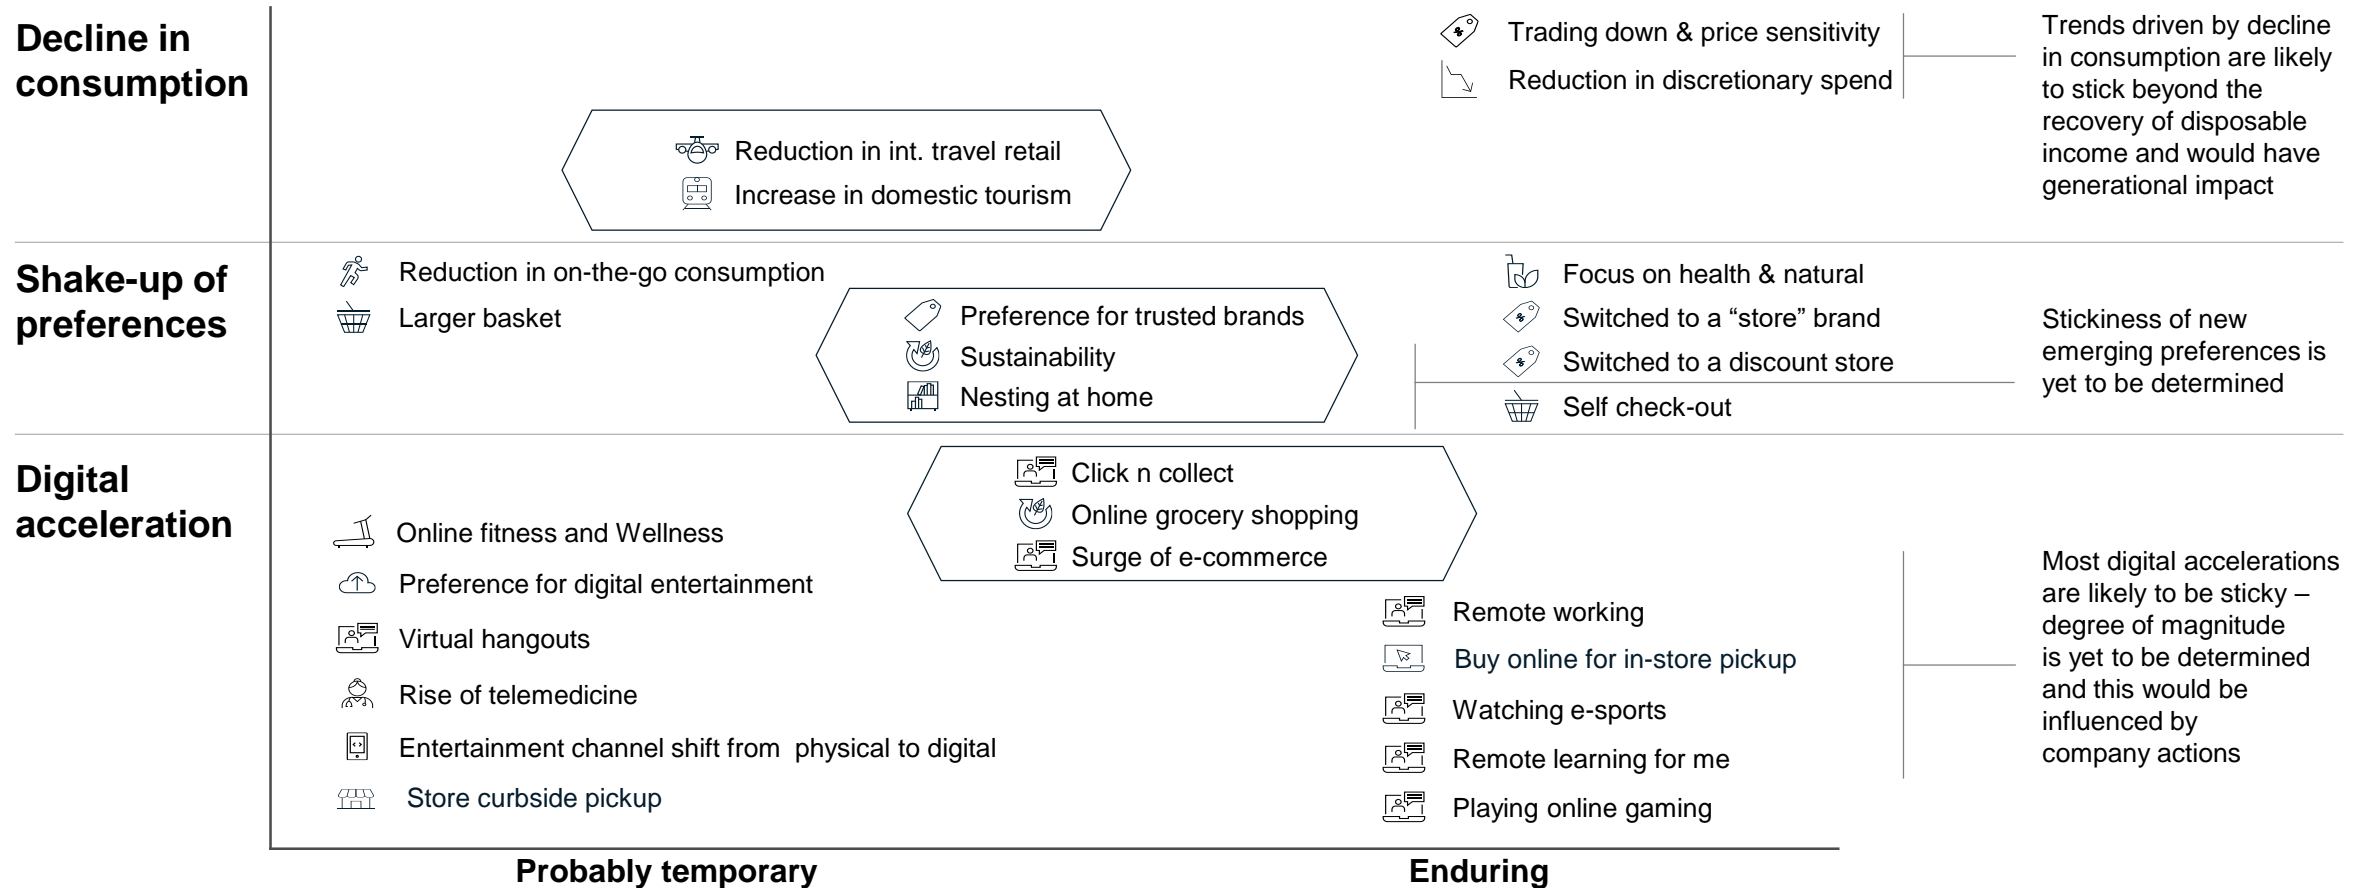 Decline in
consumption
Trading down & price sensitivity
Reduction in discretionary spend
Trends driven by decline
in consumption are likely
to stick beyond the
recovery of disposable
income and would have
generational impact
Reduction in int. travel retail
Increase in domestic tourism
Shake-up of
preferences
Reduction in on-the-go consumption
Larger basket
Preference for trusted brands
Sustainability
Nesting at home
Focus on health & natural
Switched to a “store” brand
Switched to a discount store
Self check-out
Stickiness of new
emerging preferences is
yet to be determined
Digital
acceleration
Click n collect
Online grocery shopping
Surge of e-commerce
Online fitness and Wellness
Preference for digital entertainment
Virtual hangouts
Rise of telemedicine
Entertainment channel shift from  physical to digital
Store curbside pickup
Remote working
Buy online for in-store pickup
Watching e-sports
Remote learning for me
Playing online gaming
Most digital accelerations
are likely to be sticky –
degree of magnitude
is yet to be determined
and this would be
influenced by
company actions
Probably temporary
Enduring